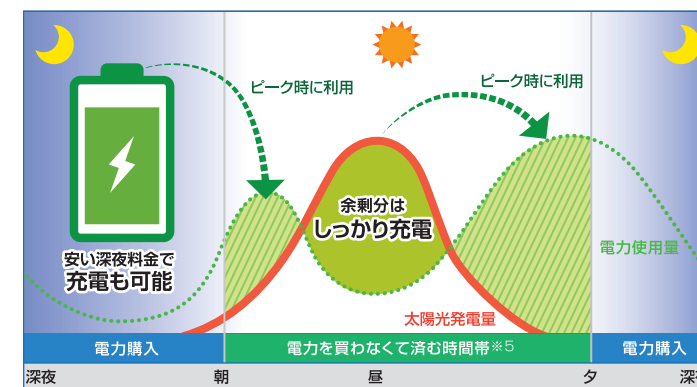 ピーク時に利用
ピーク時に利用
余剰分は
しっかり充電
安い深夜料金で
充電も可能
電力使用量
太陽光発電量
電力購入
電力を買わなくて済む時間帯※5
電力購入
深夜
朝
昼
夕
深